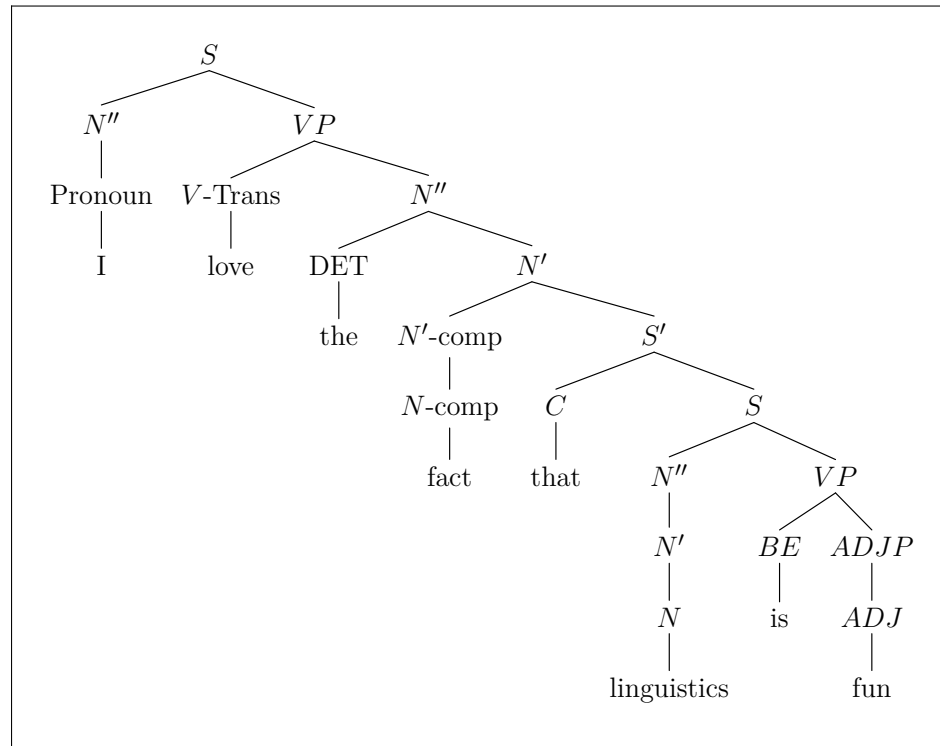 S
N″ VP
Pronoun V-Trans N″
I love DET N′
the N′-comp S′
N-comp C S
fact that N″ VP
N′ BE ADJP
N is ADJ
linguistics fun